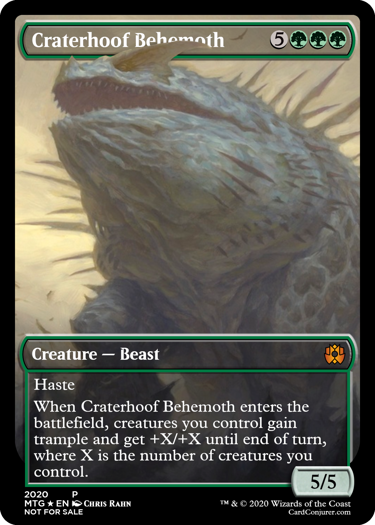 Craterhoof Behemoth 5
Creature — Beast
Haste
When Craterhoof Behemoth enters the
battlefield, creatures you control gain
trample and get +X/+X until end of turn,
where X is the number of creatures you
control.
5/5
2020 P
MTG ★ EN Chris Rahn
NOT FOR SALE
™ & © 2020 Wizards of the Coast
CardConjurer.com